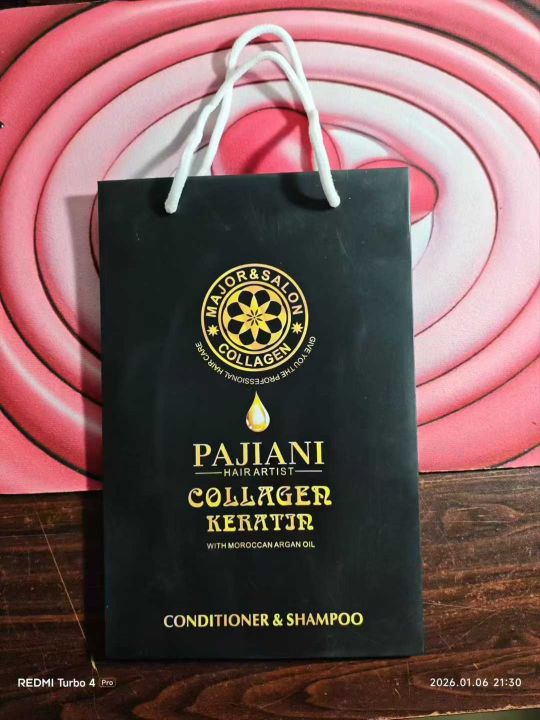 MAJOR&SALON
COLLAGEN
GIVE YOU THE PROFESSIONAL HAIR CARE
PAJIANI
HAIR ARTIST
COLLAGEN
KERATIN
WITH MOROCCAN ARGAN OIL
CONDITIONER & SHAMPOO
REDMI Turbo 4 Pro
2026.01.06 21:30